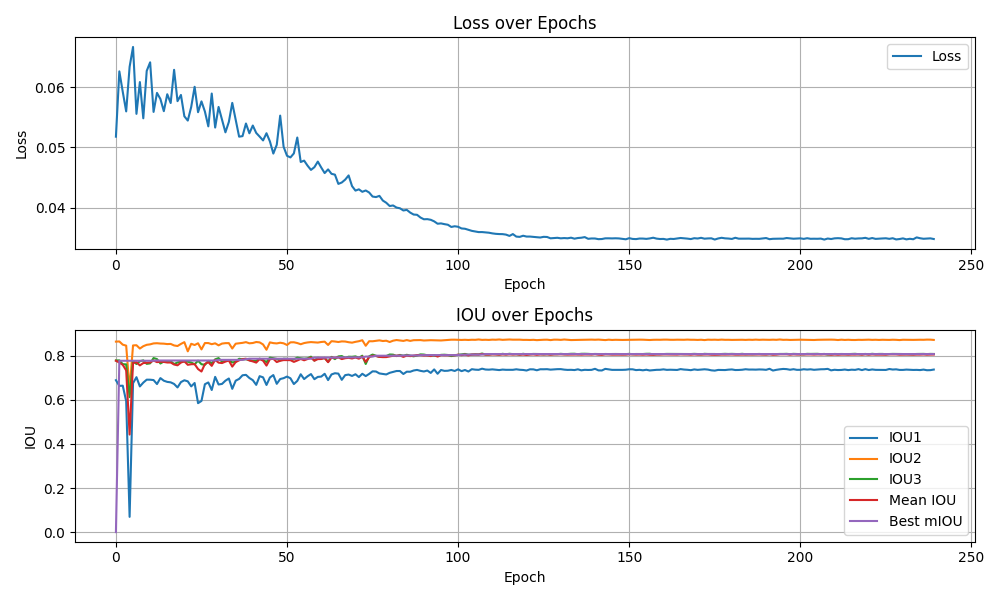 Loss over Epochs
Loss
0.06
0.05
0.04
Loss
0 50 100 150 200 250
Epoch
IOU over Epochs
IOU
0.8
0.6
0.4
0.2
0.0
IOU1
IOU2
IOU3
Mean IOU
Best mIOU
0 50 100 150 200 250
Epoch